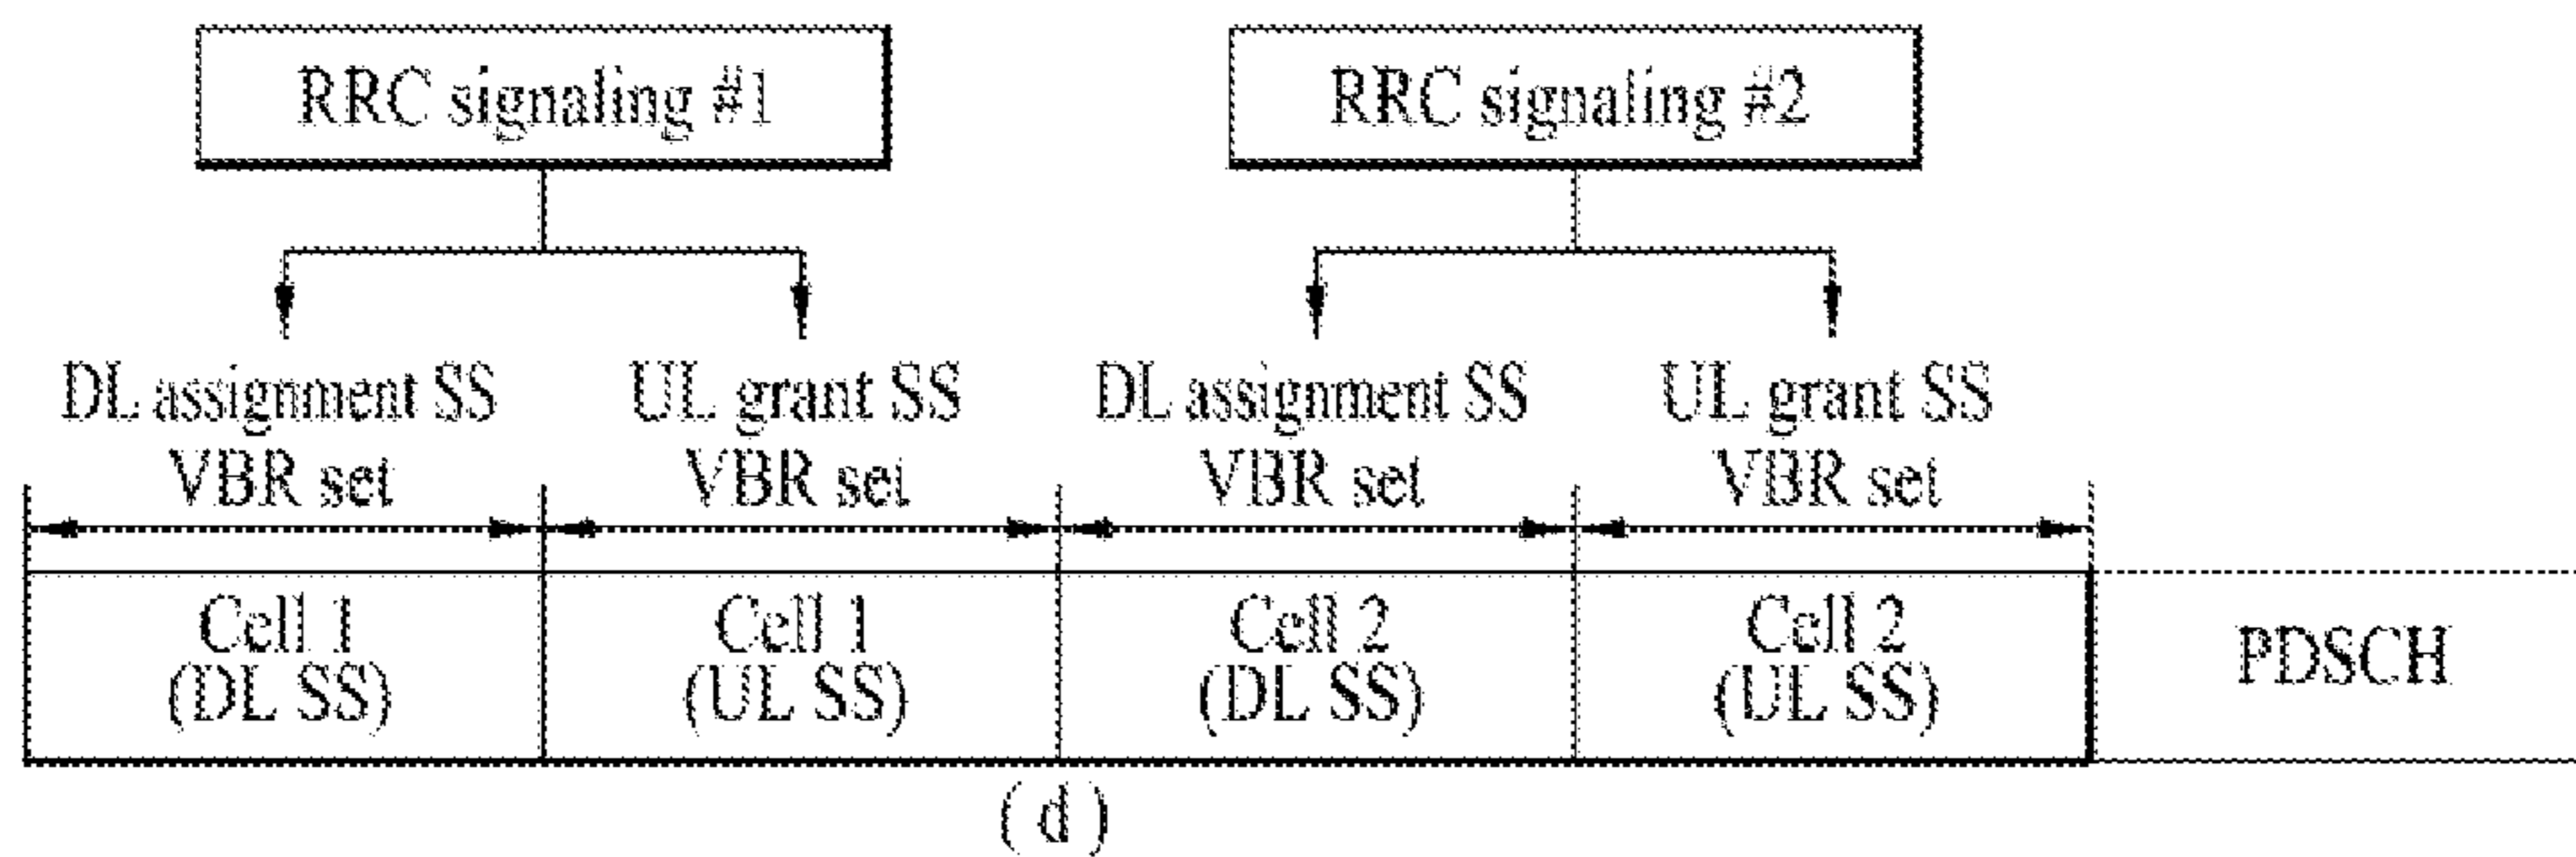 RRC signaling #1
RRC signaling #2
DL assignment SS
VBR set
UL grant SS
VBR set
DL assignment SS
VBR set
UL grant SS
VBR set
Cell 1
(DL SS)
Cell 1
(UL SS)
Cell 2
(DL SS)
Cell 2
(UL SS)
PDSCH
( d )